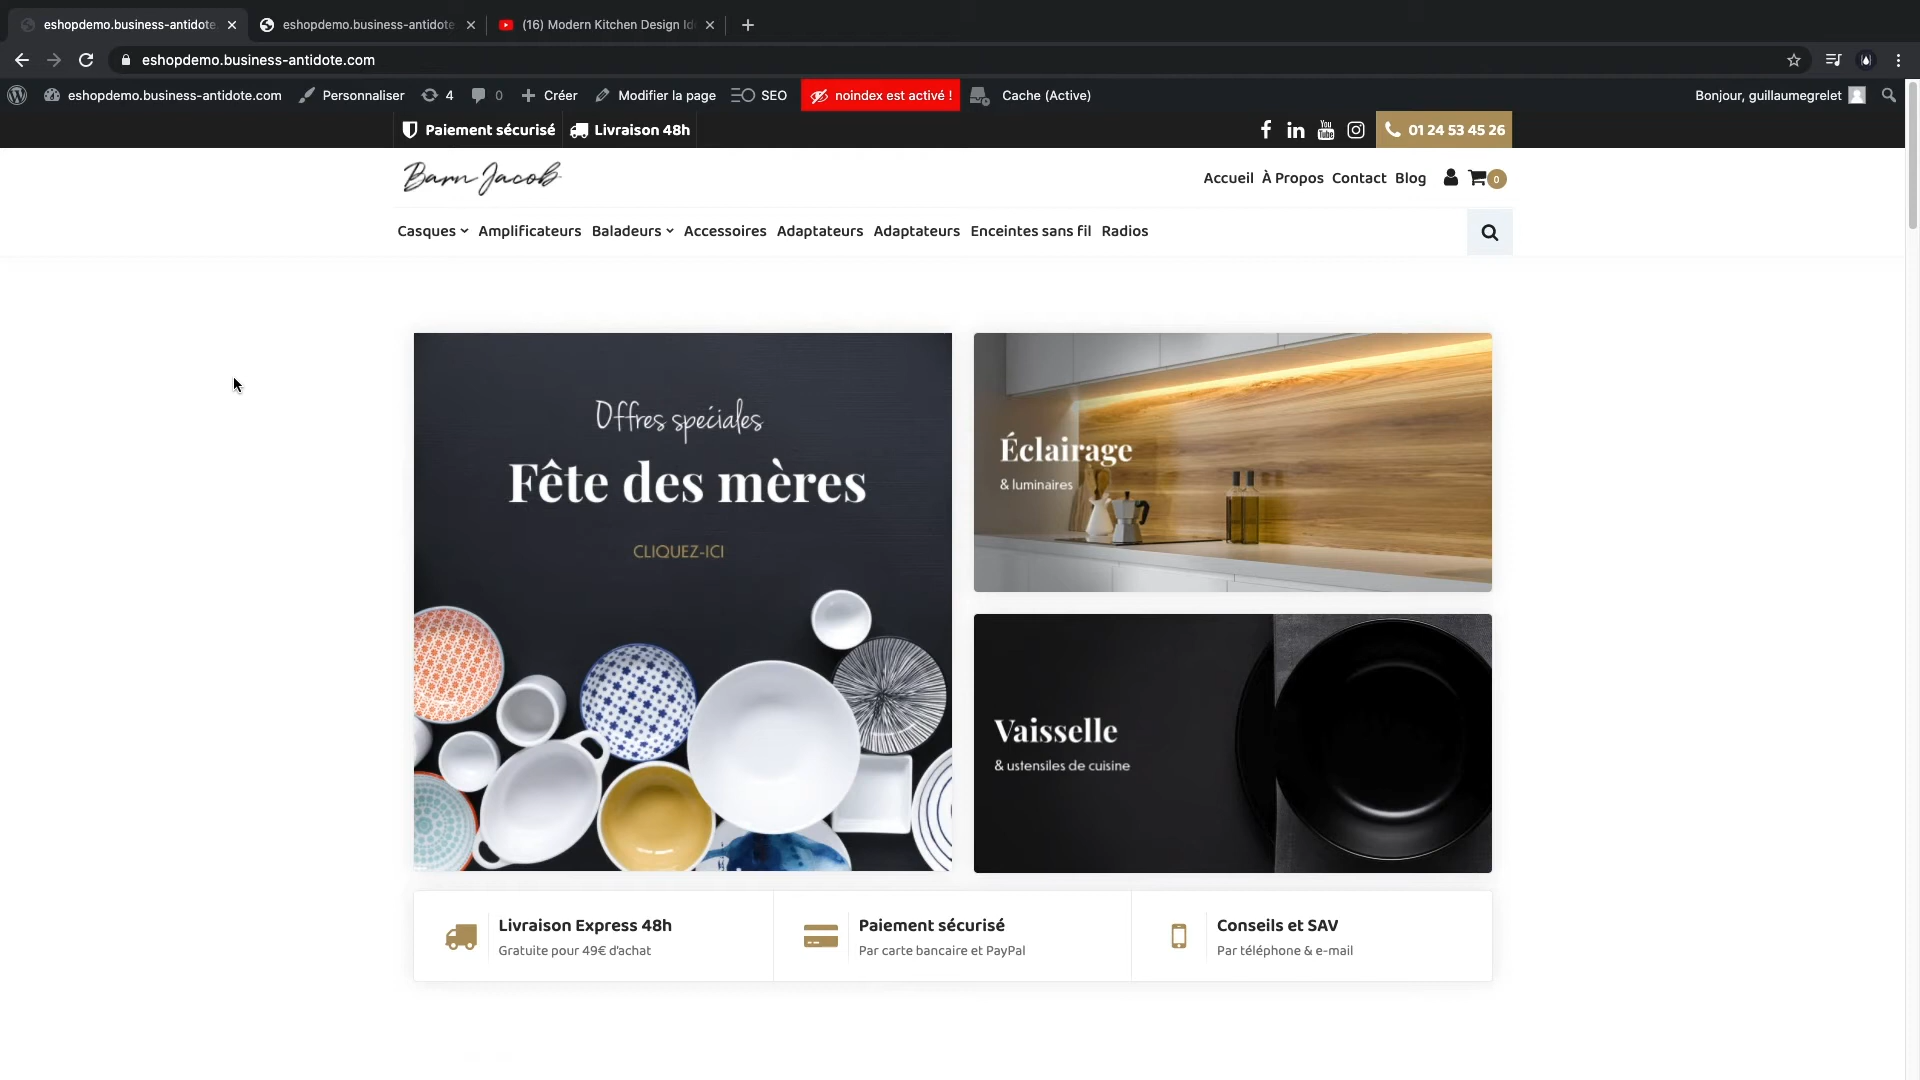 eshopdemo.business-antidote
eshopdemo.business-antidote
(16) Modern Kitchen Design Id
eshopdemo.business-antidote.com
eshopdemo.business-antidote.com
Personnaliser
4
0
Créer
Modifier la page
SEO
noindex est activé !
Cache (Active)
Bonjour, guillaumegrelet
Paiement sécurisé
Livraison 48h
You
Tube
01 24 53 45 26
Barn Jacob
Accueil
À Propos
Contact
Blog
0
Casques
Amplificateurs
Baladeurs
Accessoires
Adaptateurs
Adaptateurs
Enceintes sans fil
Radios
Offres spéciales
Fête des mères
CLIQUEZ-ICI
Éclairage
& luminaires
Vaisselle
& ustensiles de cuisine
Livraison Express 48h
Gratuite pour 49€ d'achat
Paiement sécurisé
Par carte bancaire et PayPal
Conseils et SAV
Par téléphone & e-mail